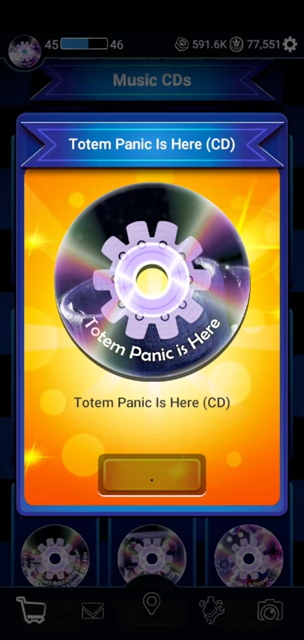 45 46 591.6K 77,551
Music CDs
Totem Panic Is Here (CD)
Totem Panic is Here
Totem Panic Is Here (CD)
.